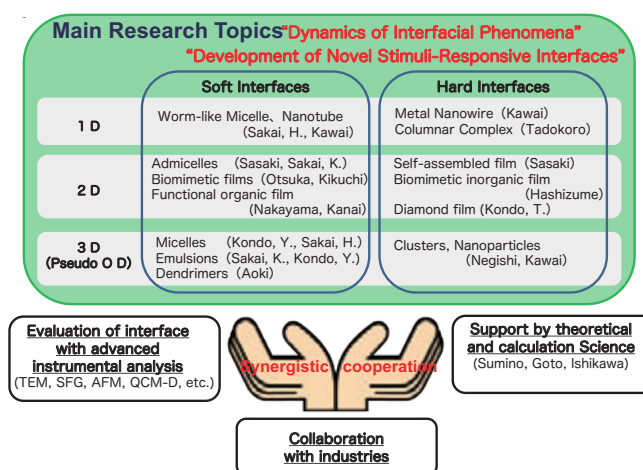 Main Research Topics “Dynamics of Interfacial Phenomena”
“Development of Novel Stimuli-Responsive Interfaces”
Soft Interfaces
Hard Interfaces
1 D
Worm-like Micelle、Nanotube
(Sakai, H., Kawai)
Metal Nanowire (Kawai)
Columnar Complex (Tadokoro)
2 D
Admicelles (Sasaki, Sakai, K.)
Biomimetic films (Otsuka, Kikuchi)
Functional organic film
(Nakayama, Kanai)
Self-assembled film (Sasaki)
Biomimetic inorganic film
(Hashizume)
Diamond film (Kondo, T.)
3 D
(Pseudo O D)
Micelles (Kondo, Y., Sakai, H.)
Emulsions (Sakai, K., Kondo, Y.)
Dendrimers (Aoki)
Clusters, Nanoparticles
(Negishi, Kawai)
Evaluation of interface
with advanced
instrumental analysis
(TEM, SFG, AFM, QCM-D, etc.)
Synergistic cooperation
Support by theoretical
and calculation Science
(Sumino, Goto, Ishikawa)
Collaboration
with industries